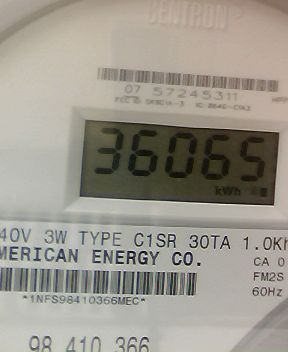 CENTRON
07 57245311
36065
kWh
40V 3W TYPE C1SR 30TA 1.0Kh
MERICAN ENERGY CO.
CA 0
FM2S
60Hz
*1NFS98410366MEC*
98 410 366